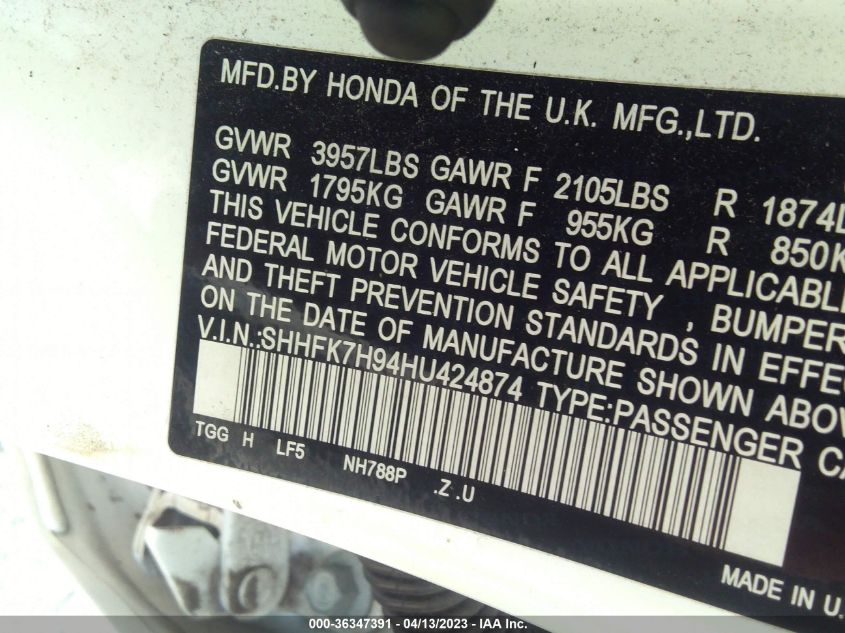 MFD.BY HONDA OF THE U.K. MFG.,LTD.
GVWR 3957LBS GAWR F 2105LBS R 1874L
GVWR 1795KG GAWR F 955KG R 850K
THIS VEHICLE CONFORMS TO ALL APPLICABLE
FEDERAL MOTOR VEHICLE SAFETY , BUMPER
AND THEFT PREVENTION STANDARDS IN EFFEC
ON THE DATE OF MANUFACTURE SHOWN ABOV
V.I.N.:SHHFK7H94HU424874 TYPE:PASSENGER CA
TGG H LF5 NH788P .Z .U
MADE IN U.
000-36347391 - 04/13/2023 - IAA Inc.